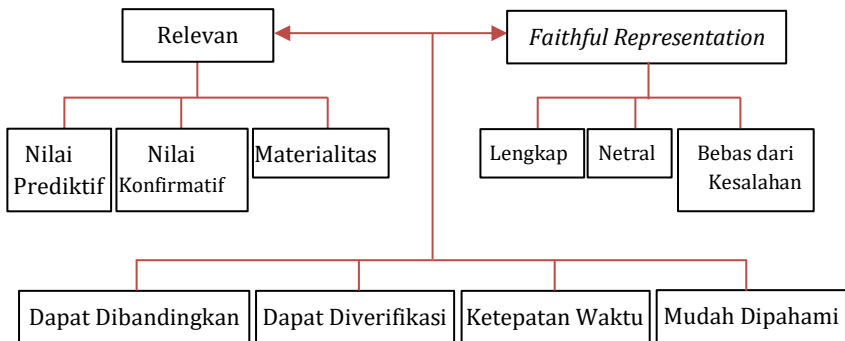 Relevan
Faithful Representation
Nilai
Prediktif
Nilai
Konfirmatif
Materialitas
Lengkap
Netral
Bebas dari
Kesalahan
Dapat Dibandingkan
Dapat Diverifikasi
Ketepatan Waktu
Mudah Dipahami